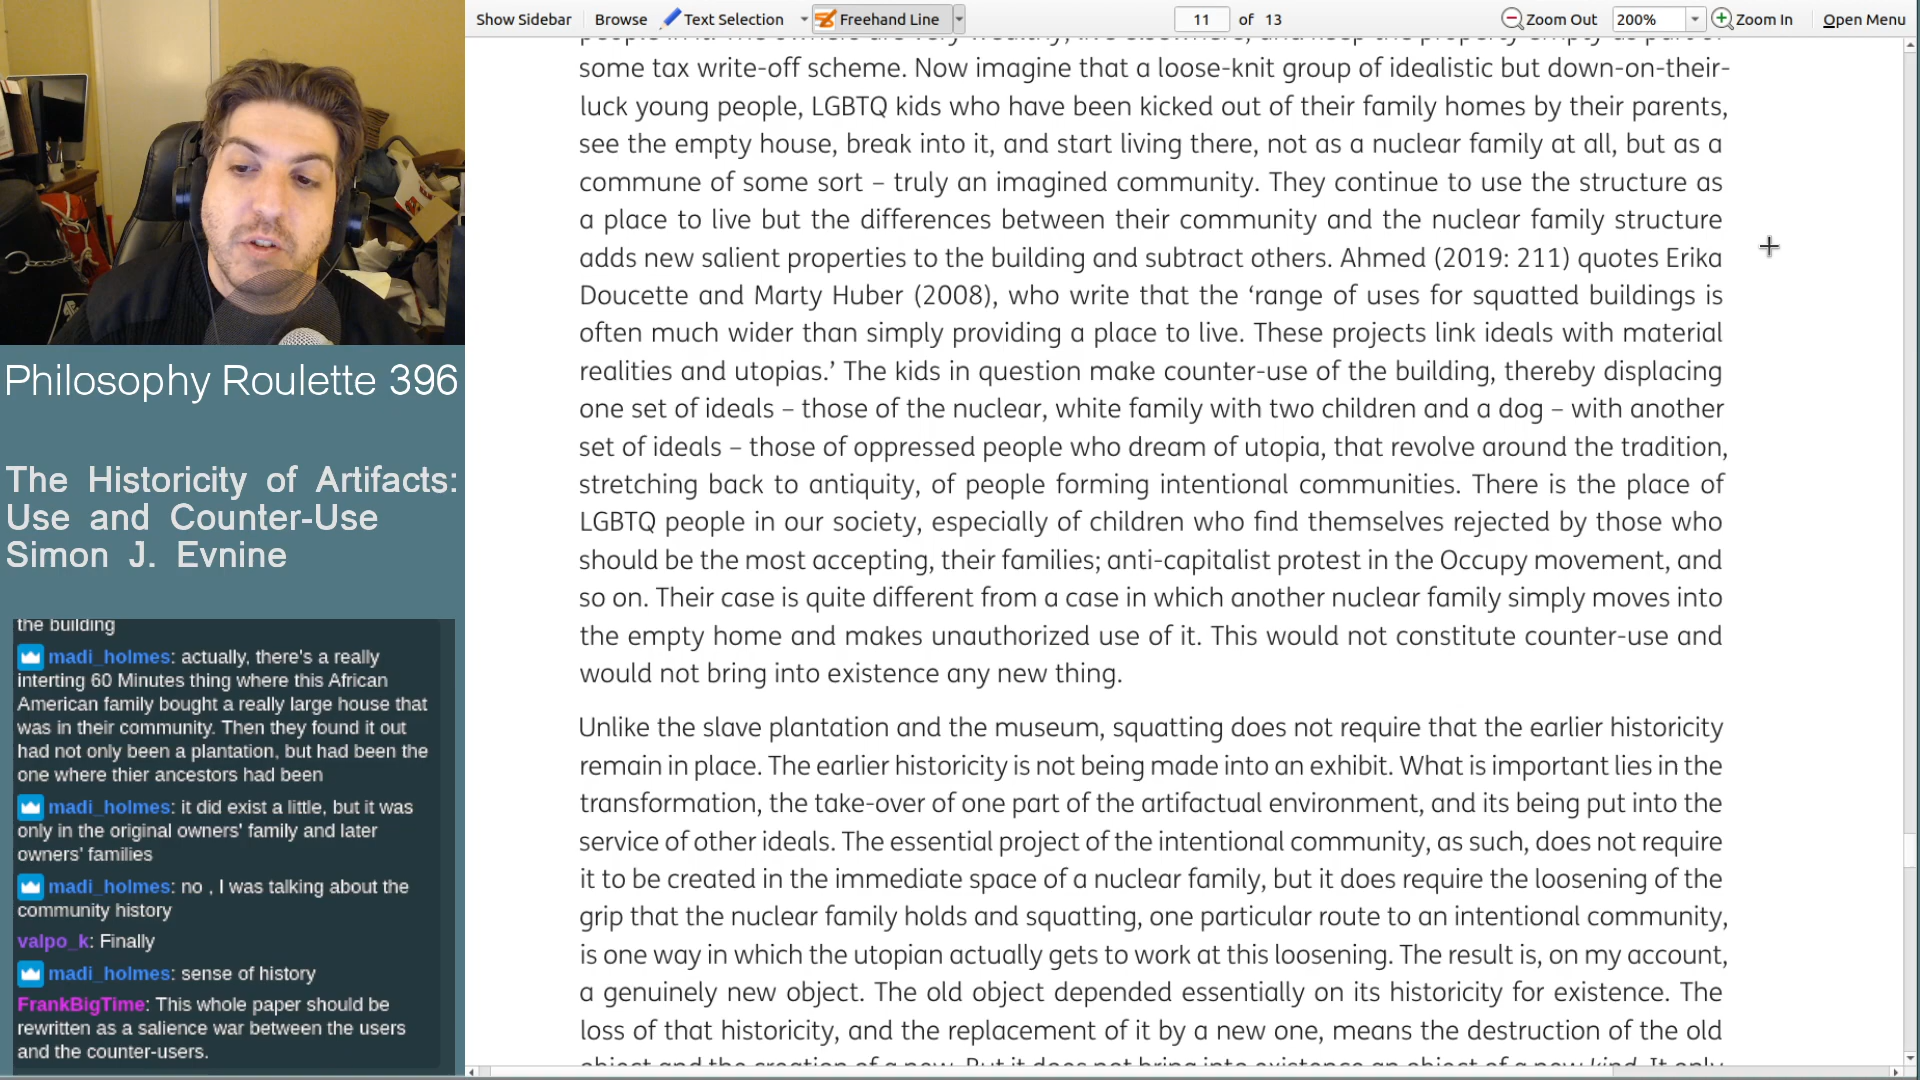 Show Sidebar Browse Text Selection Freehand Line 11 of 13 Zoom Out 200% Zoom In Open Menu
some tax write-off scheme. Now imagine that a loose-knit group of idealistic but down-on-their-
luck young people, LGBTQ kids who have been kicked out of their family homes by their parents,
see the empty house, break into it, and start living there, not as a nuclear family at all, but as a
commune of some sort – truly an imagined community. They continue to use the structure as
a place to live but the differences between their community and the nuclear family structure
adds new salient properties to the building and subtract others. Ahmed (2019: 211) quotes Erika
Doucette and Marty Huber (2008), who write that the ‘range of uses for squatted buildings is
often much wider than simply providing a place to live. These projects link ideals with material
realities and utopias.’ The kids in question make counter-use of the building, thereby displacing
one set of ideals – those of the nuclear, white family with two children and a dog – with another
set of ideals – those of oppressed people who dream of utopia, that revolve around the tradition,
stretching back to antiquity, of people forming intentional communities. There is the place of
LGBTQ people in our society, especially of children who find themselves rejected by those who
should be the most accepting, their families; anti-capitalist protest in the Occupy movement, and
so on. Their case is quite different from a case in which another nuclear family simply moves into
the empty home and makes unauthorized use of it. This would not constitute counter-use and
would not bring into existence any new thing.
Unlike the slave plantation and the museum, squatting does not require that the earlier historicity
remain in place. The earlier historicity is not being made into an exhibit. What is important lies in the
transformation, the take-over of one part of the artifactual environment, and its being put into the
service of other ideals. The essential project of the intentional community, as such, does not require
it to be created in the immediate space of a nuclear family, but it does require the loosening of the
grip that the nuclear family holds and squatting, one particular route to an intentional community,
is one way in which the utopian actually gets to work at this loosening. The result is, on my account,
a genuinely new object. The old object depended essentially on its historicity for existence. The
loss of that historicity, and the replacement of it by a new one, means the destruction of the old
object and the creation of a new. But it does not bring into existence an object of a new kind. It only
Philosophy Roulette 396
The Historicity of Artifacts:
Use and Counter-Use
Simon J. Evnine
the building
madi_holmes: actually, there's a really
interting 60 Minutes thing where this African
American family bought a really large house that
was in their community. Then they found it out
had not only been a plantation, but had been the
one where thier ancestors had been
madi_holmes: it did exist a little, but it was
only in the original owners' family and later
owners' families
madi_holmes: no , I was talking about the
community history
valpo_k: Finally
madi_holmes: sense of history
FrankBigTime: This whole paper should be
rewritten as a salience war between the users
and the counter-users.